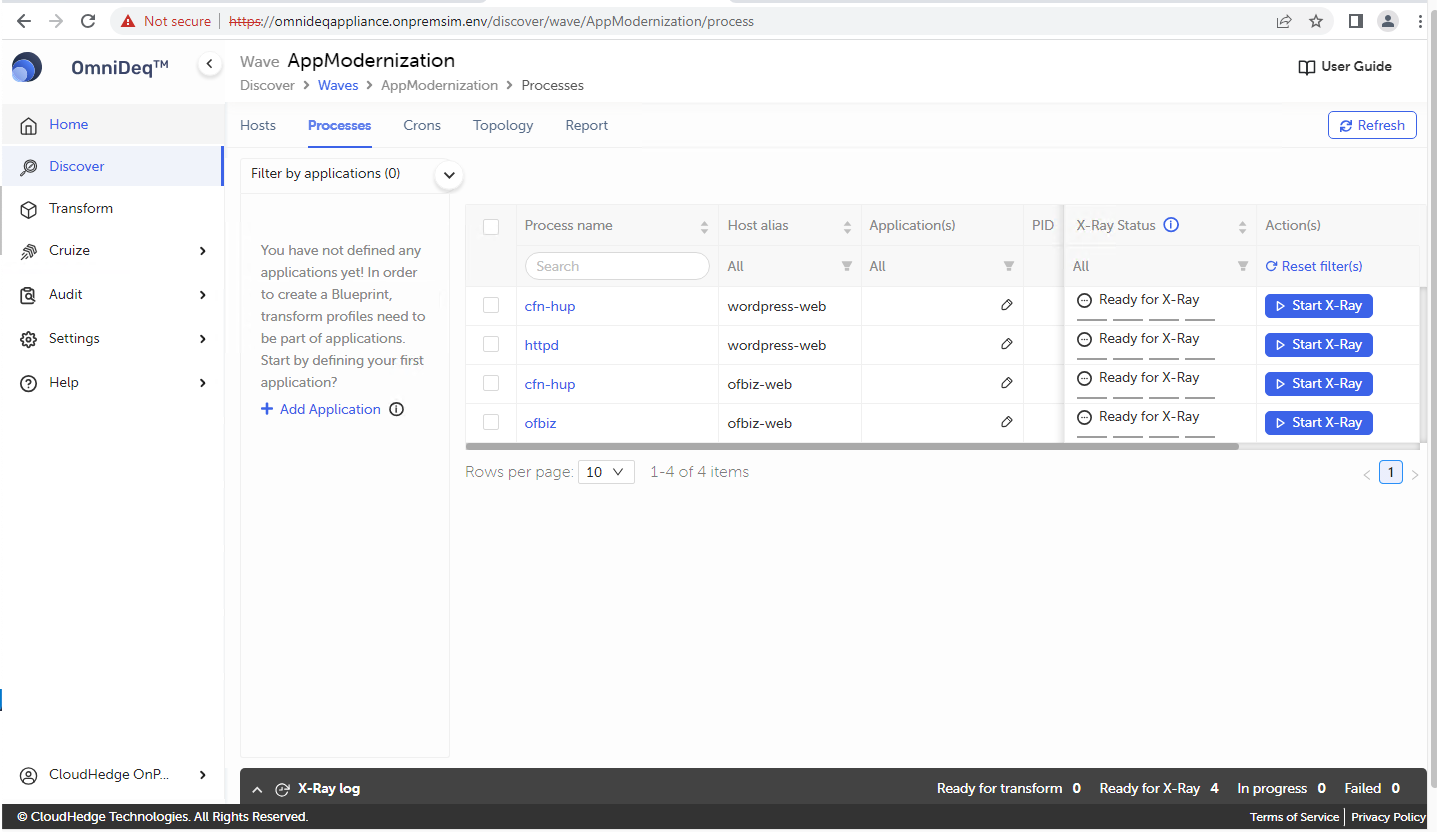 Not secure
https://omnideqappliance.onpremsim.env/discover/wave/AppModernization/process
OmniDeq™
Wave AppModernization
Discover > Waves > AppModernization > Processes
User Guide
Home
Discover
Transform
Cruize
Audit
Settings
Help
CloudHedge OnP...
Hosts Processes Crons Topology Report
Refresh
Filter by applications (0)
You have not defined any
applications yet! In order
to create a Blueprint,
transform profiles need to
be part of applications.
Start by defining your first
application?
+ Add Application
Process name Host alias Application(s) PID X-Ray Status Action(s)
Search All All All Reset filter(s)
cfn-hup wordpress-web Ready for X-Ray Start X-Ray
httpd wordpress-web Ready for X-Ray Start X-Ray
cfn-hup ofbiz-web Ready for X-Ray Start X-Ray
ofbiz ofbiz-web Ready for X-Ray Start X-Ray
Rows per page: 10 1-4 of 4 items
< 1 >
X-Ray log
Ready for transform 0 Ready for X-Ray 4 In progress 0 Failed 0
© CloudHedge Technologies. All Rights Reserved.
Terms of Service | Privacy Policy